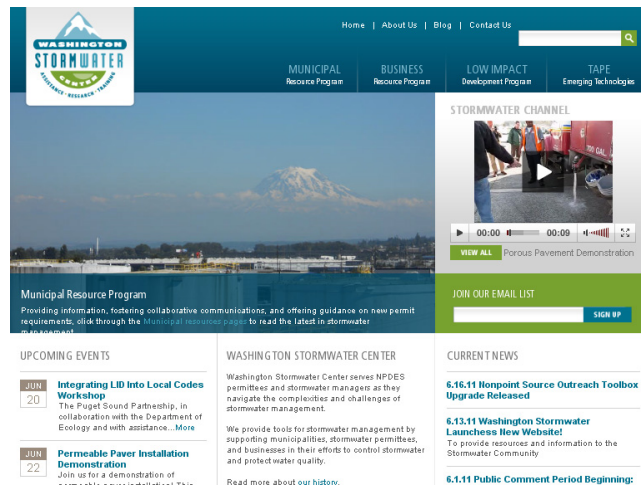 Home | About Us | Blog | Contact Us
WASHINGTON
STORMWATER
CENTER
ASSISTANCE • RESEARCH • TRAINING
MUNICIPAL
Resource Program
BUSINESS
Resource Program
LOW IMPACT
Development Program
TAPE
Emerging Technologies
STORMWATER CHANNEL
00:00
00:09
VIEW ALL
Porous Pavement Demonstration
Municipal Resource Program
Providing information, fostering collaborative communications, and offering guidance on new permit
requirements, click through the Municipal resources pages to read the latest in stormwater
management.
JOIN OUR EMAIL LIST
SIGN UP
UPCOMING EVENTS
JUN
20
Integrating LID Into Local Codes
Workshop
The Puget Sound Partnership, in
collaboration with the Department of
Ecology and with assistance...More
JUN
22
Permeable Paver Installation
Demonstration
Join us for a demonstration of
permeable paver installation! This
WASHINGTON STORMWATER CENTER
Washington Stormwater Center serves NPDES
permittees and stormwater managers as they
navigate the complexities and challenges of
stormwater management.
We provide tools for stormwater management by
supporting municipalities, stormwater permittees,
and businesses in their efforts to control stormwater
and protect water quality.
Read more about our history.
CURRENT NEWS
6.16.11 Nonpoint Source Outreach Toolbox
Upgrade Released
6.13.11 Washington Stormwater
Launchess New Website!
To provide resources and information to the
Stormwater Community
6.1.11 Public Comment Period Beginning: